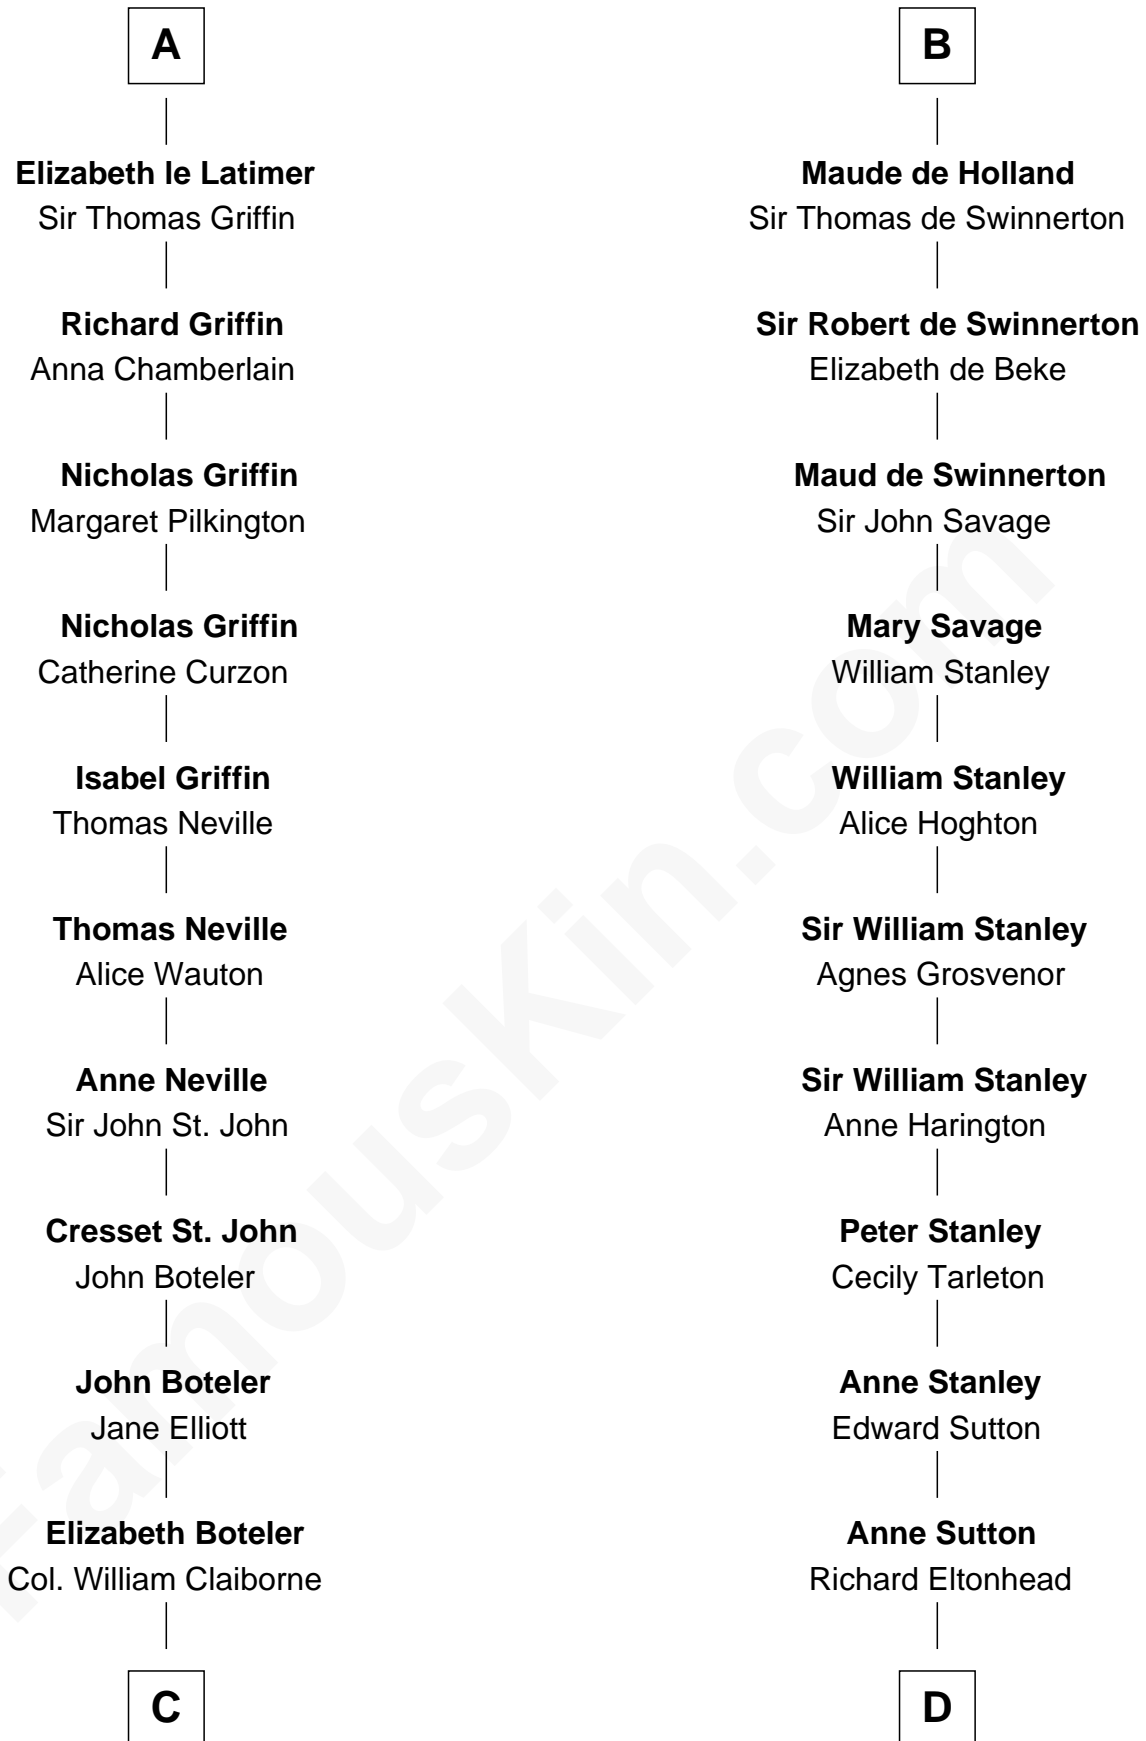 A
Elizabeth le Latimer
Sir Thomas Griffin
Richard Griffin
Anna Chamberlain
Nicholas Griffin
Margaret Pilkington
Nicholas Griffin
Catherine Curzon
Isabel Griffin
Thomas Neville
Thomas Neville
Alice Wauton
Anne Neville
Sir John St. John
Cresset St. John
John Boteler
John Boteler
Jane Elliott
Elizabeth Boteler
Col. William Claiborne
C
B
Maude de Holland
Sir Thomas de Swinnerton
Sir Robert de Swinnerton
Elizabeth de Beke
Maud de Swinnerton
Sir John Savage
Mary Savage
William Stanley
William Stanley
Alice Hoghton
Sir William Stanley
Agnes Grosvenor
Sir William Stanley
Anne Harington
Peter Stanley
Cecily Tarleton
Anne Stanley
Edward Sutton
Anne Sutton
Richard Eltonhead
D
FamousKin.com